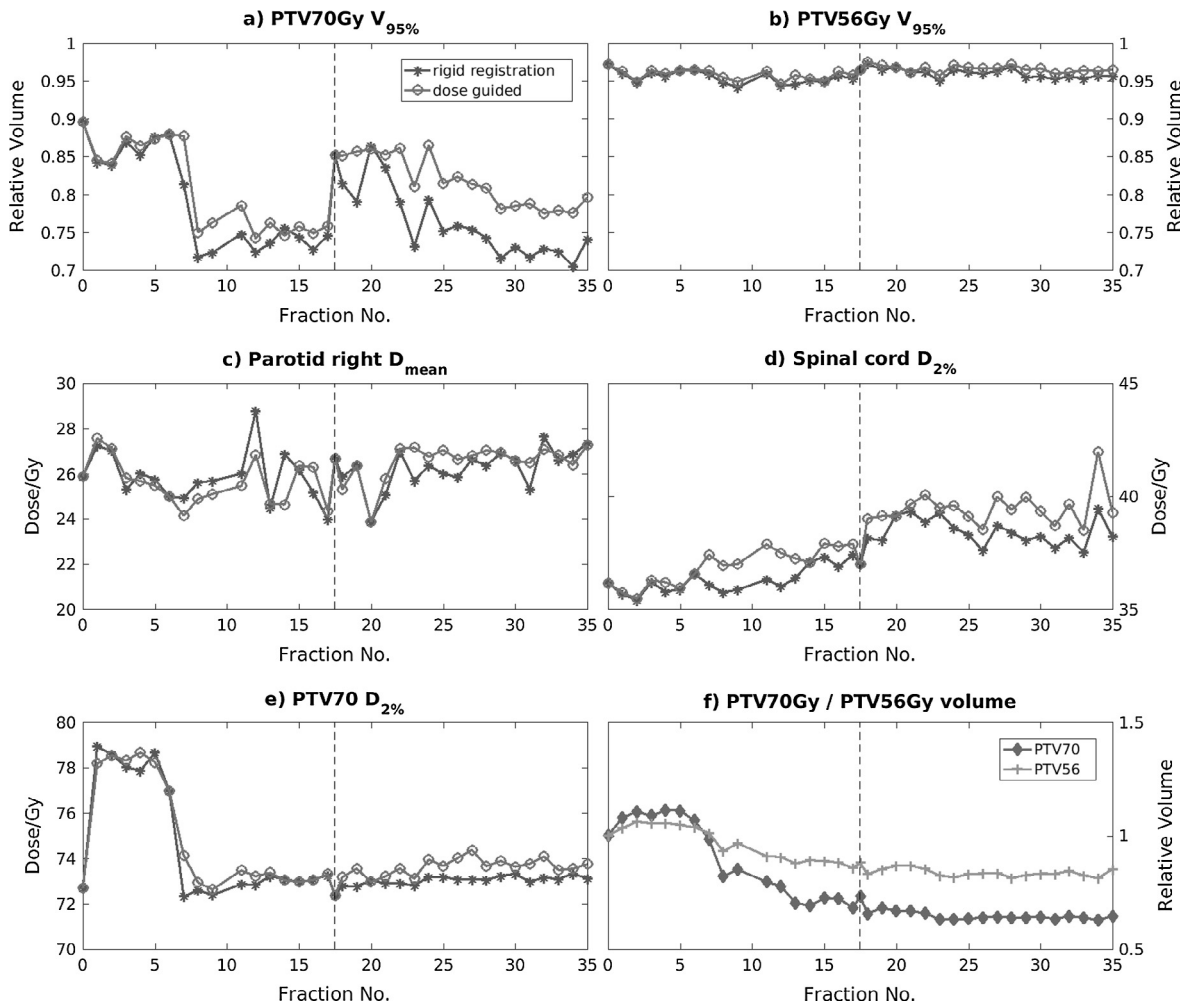 a) PTV70Gy V95%
b) PTV56Gy V95%
1
0.95
0.9
0.85
0.8
0.75
0.7
Relative Volume
rigid registration
dose guided
0 5 10 15 20 25 30 35
Fraction No.
1
0.95
0.9
0.85
0.8
0.75
0.7
Relative Volume
0 5 10 15 20 25 30 35
Fraction No.
c) Parotid right Dmean
d) Spinal cord D2%
30
28
26
24
22
20
Dose/Gy
0 5 10 15 20 25 30 35
Fraction No.
45
40
35
Dose/Gy
0 5 10 15 20 25 30 35
Fraction No.
e) PTV70 D2%
f) PTV70Gy / PTV56Gy volume
80
78
76
74
72
70
Dose/Gy
0 5 10 15 20 25 30 35
Fraction No.
PTV70
PTV56
1.5
1
0.5
Relative Volume
0 5 10 15 20 25 30 35
Fraction No.